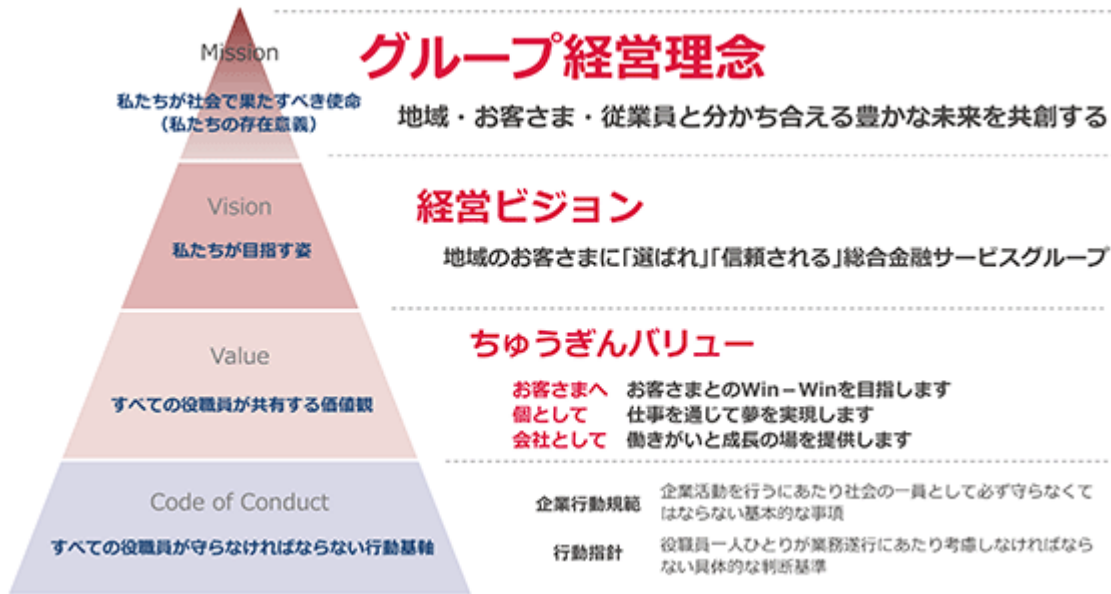 Mission
私たちが社会で果たすべき使命
（私たちの存在意義）
グループ経営理念
地域・お客さま・従業員と分かち合える豊かな未来を共創する
Vision
私たちが目指す姿
経営ビジョン
地域のお客さまに「選ばれ」「信頼される」総合金融サービスグループ
Value
すべての役職員が共有する価値観
ちゅうぎんバリュー
お客さまへ お客さまとのWin－Winを目指します
個として 仕事を通じて夢を実現します
会社として 働きがいと成長の場を提供します
Code of Conduct
すべての役職員が守らなければならない行動基軸
企業行動規範 企業活動を行うにあたり社会の一員として必ず守らなくて
はならない基本的な事項
行動指針 役職員一人ひとりが業務遂行にあたり考慮しなければなら
ない具体的な判断基準